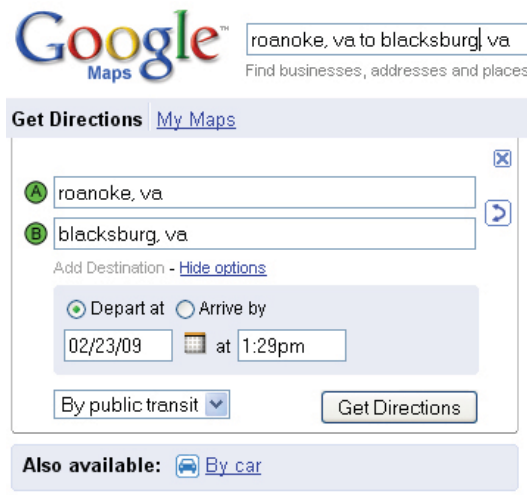 Google™
Maps
roanoke, va to blacksburg, va
Find businesses, addresses and places
Get Directions My Maps
A roanoke, va
B blacksburg, va
Add Destination - Hide options
Depart at Arrive by
02/23/09 at 1:29pm
By public transit Get Directions
Also available: By car